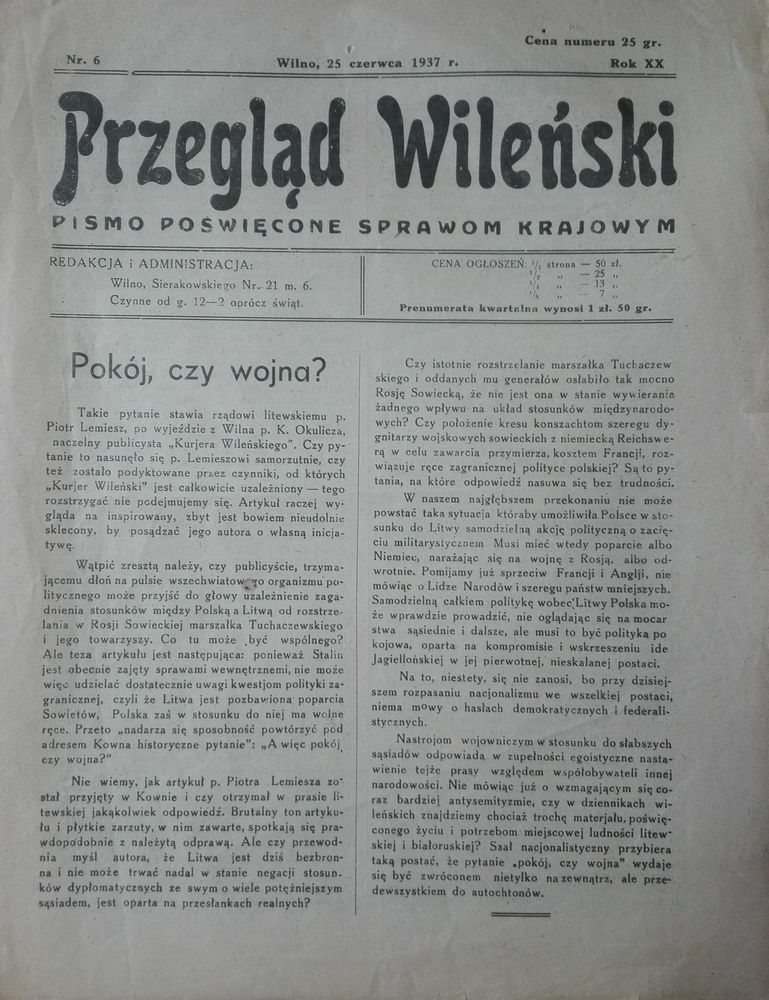 Cena numeru 25 gr.
Nr. 6
Wilno, 25 czerwca 1937 r.
Rok XX
Przegląd Wileński
PISMO POŚWIĘCONE SPRAWOM KRAJOWYM
REDAKCJA i ADMINISTRACJA:
Wilno, Sierakowskiego Nr. 21 m. 6.
Czynne od g. 12—2 oprócz świąt.
CENA OGŁOSZEŃ: 1/1 strona — 50 zł.
1/2 „ — 25 „
1/4 „ — 13 „
1/8 „ — 7 „
Prenumerata kwartalna wynosi 1 zł. 50 gr.
Pokój, czy wojna?
Takie pytanie stawia rządowi litewskiemu p.
Piotr Lemiesz, po wyjeździe z Wilna p. K. Okulicza,
naczelny publicysta „Kurjera Wileńskiego". Czy py-
tanie to nasunęło się p. Lemieszowi samorzutnie, czy
też zostało podyktowane przez czynniki, od których
„Kurjer Wileński" jest całkowicie uzależniony — tego
rozstrzygać nie podejmujemy się. Artykuł raczej wy-
gląda na inspirowany, zbyt jest bowiem nieudolnie
sklecony, by posądzać jego autora o własną inicja-
tywę.
Wątpić zresztą należy, czy publicyście, trzyma-
jącemu dłoń na pulsie wszechwiatowego organizmu po-
litycznego może przyjść do głowy uzależnienie zaga-
dnienia stosunków między Polską a Litwą od rozstrze-
lania w Rosji Sowieckiej marszałka Tuchaczewskiego
i jego towarzyszy. Co tu może być wspólnego?
Ale teza artykułu jest następująca: ponieważ Stalin
jest obecnie zajęty sprawami wewnętrznemi, nie może
więc udzielać dostatecznie uwagi kwestjom polityki za-
granicznej, czyli że Litwa jest pozbawiona poparcia
Sowietów, Polska zaś w stosunku do niej ma wolne
ręce. Przeto „nadarza się sposobność powtórzyć pod
adresem Kowna historyczne pytanie": „A więc pokój
czy wojna?"
Nie wiemy, jak artykuł p. Piotra Lemiesza zo-
stał przyjęty w Kownie i czy otrzymał w prasie li-
tewskiej jakąkolwiek odpowiedź. Brutalny ton artyku-
łu i płytkie zarzuty, w nim zawarte, spotkają się pra-
wdopodobnie z należytą odprawą. Ale czy przewod-
nia myśl autora, że Litwa jest dziś bezbron-
na i nie może trwać nadal w stanie negacji stosun-
ków dyplomatycznych ze swym o wiele potężniejszym
sąsiadem, jest oparta na przesłankach realnych?
Czy istotnie rozstrzelanie marszałka Tuchaczew
skiego i oddanych mu generałów osłabiło tak mocno
Rosję Sowiecką, że nie jest ona w stanie wywierania
żadnego wpływu na układ stosunków międzynarodo-
wych? Czy położenie kresu konszachtom szeregu dy-
gnitarzy wojskowych sowieckich z niemiecką Reichswe-
rą w celu zawarcia przymierza, kosztem Francji, roz-
wiązuje ręce zagranicznej polityce polskiej? Są to py-
tania, na które odpowiedź nasuwa się bez trudności.
W naszem najgłębszem przekonaniu nie może
powstać taka sytuacja któraby umożliwiła Polsce w sto-
sunku do Litwy samodzielną akcję polityczną o zacię-
ciu militarystycznem Musi mieć wtedy poparcie albo
Niemiec, narażając się na wojnę z Rosją, albo od-
wrotnie. Pomijamy już sprzeciw Francji i Anglji, nie
mówiąc o Lidze Narodów i szeregu państw mniejszych.
Samodzielną całkiem politykę wobec Litwy Polska mo-
że wprawdzie prowadzić, nie oglądając się na mocar
stwa sąsiednie i dalsze, ale musi to być polityka po
kojowa, oparta na kompromisie i wskrzeszeniu ide
Jagiellońskiej w jej pierwotnej, nieskalanej postaci.
Na to, niestety, się nie zanosi, bo przy dzisiej-
szem rozpasaniu nacjonalizmu we wszelkiej postaci,
niema mowy o hasłach demokratycznych i federali-
stycznych.
Nastrojom wojowniczym w stosunku do słabszych
sąsiadów odpowiada w zupełności egoistyczne nasta-
wienie tejże prasy względem współobywateli innej
narodowości. Nie mówiąc już o wzmagającym się co-
raz bardziej antysemityźmie, czy w dziennikach wi-
leńskich znajdziemy chociaż trochę materjału, poświę-
conego życiu i potrzebom miejscowej ludności litew-
skiej i białoruskiej? Szał nacjonalistyczny przybiera
taką postać, że pytanie „pokój, czy wojna" wydaje
się być zwróconem nietylko na zewnątrz, ale prze-
dewszystkiem do autochtonów.